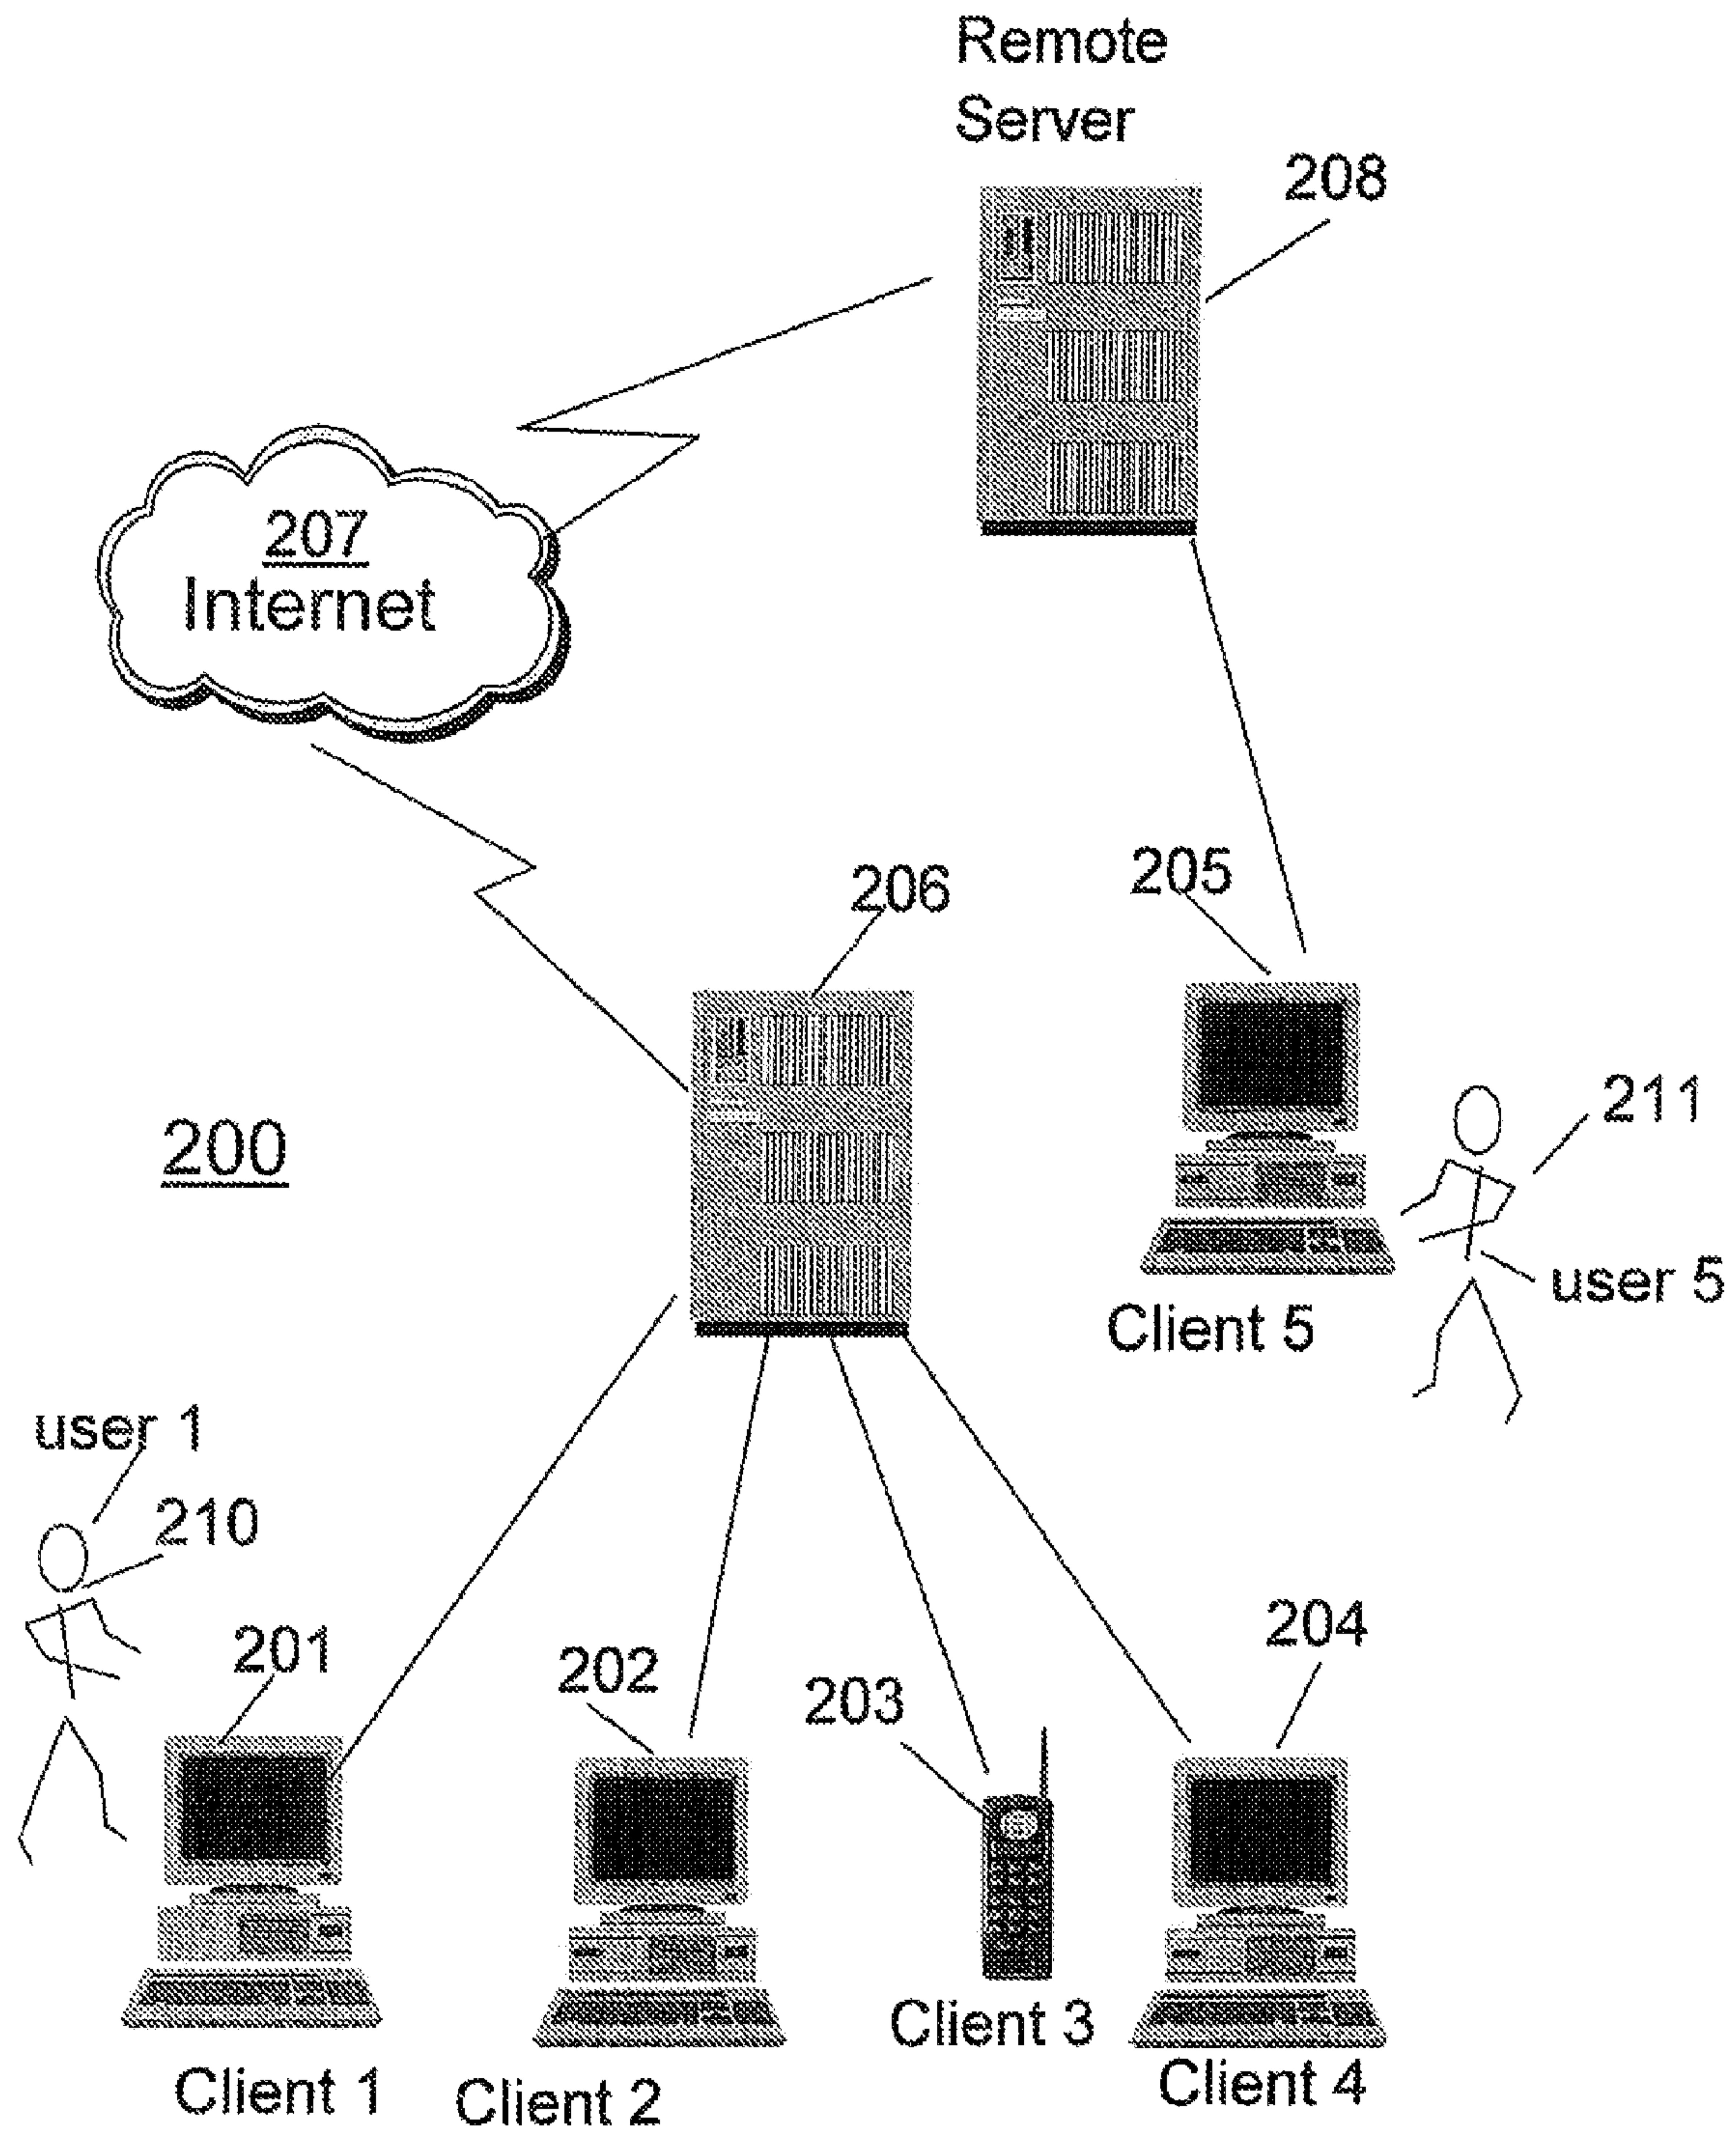 Remote
Server
208
207
Internet
206
205
200
211
user 5
Client 5
user 1
210
201
202
203
204
Client 1
Client 2
Client 3
Client 4